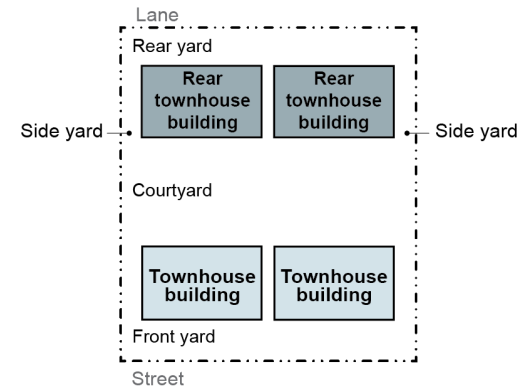 Lane
Rear yard
Rear
townhouse
building
Rear
townhouse
building
Side yard
Side yard
Courtyard
Townhouse
building
Townhouse
building
Front yard
Street